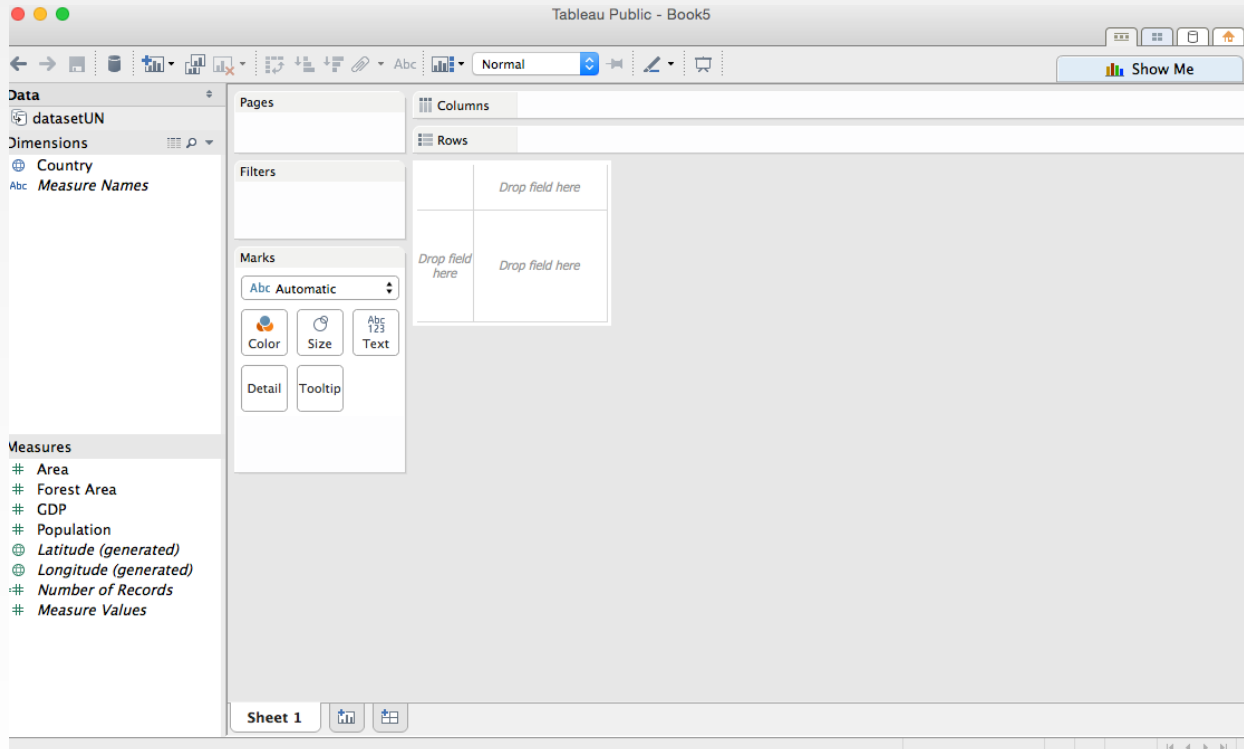 Tableau Public - Book5
Abc
Normal
Show Me
Data
datasetUN
Dimensions
Country
Abc Measure Names
Measures
# Area
# Forest Area
# GDP
# Population
Latitude (generated)
Longitude (generated)
# Number of Records
# Measure Values
Pages
Filters
Marks
Abc Automatic
Color
Size
Abc
123
Text
Detail
Tooltip
Columns
Rows
Drop field here
Drop field
here
Drop field here
Sheet 1